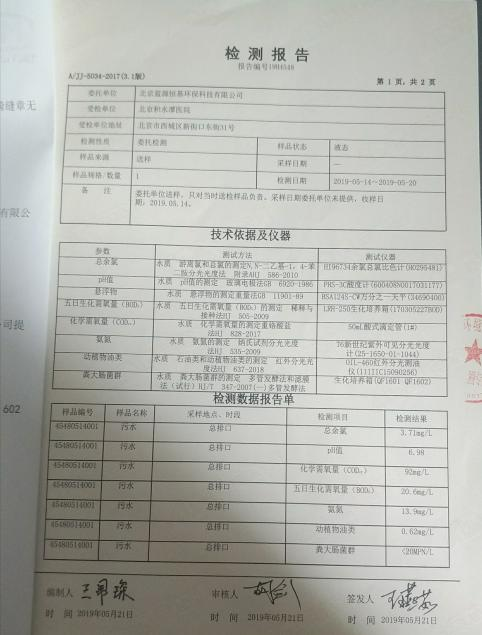 检测报告
报告编号19H4548
A/JJ-5034-2017(3.1版)
第 1 页, 共 2 页
委托单位 北京蓝源恒基环保科技有限公司
受检单位 北京积水潭医院
受检单位地址 北京市西城区新街口东街31号
检测性质 委托检测 样品状态 液态
样品来源 送样 采样日期 —
样品规格/数量 1 检测日期 2019-05-14~2019-05-20
备 注 委托单位送样, 只对当时送检样品负责。采样日期委托单位未提供, 收样日
期: 2019.05.14。
技术依据及仪器
参数 测试方法 测试仪器
总余氯 水质 游离氯和总氯的测定N,N-二乙基-1, 4-苯
二胺分光光度法 附录AHJ 586-2010 HI96734余氯总氯比色计(H0295481)
pH值 水质 pH值的测定 玻璃电极法GB 6920-1986 PHS-3C酸度计(600408N0017031177)
悬浮物 水质 悬浮物的测定重量法GB 11901-89 BSA124S-CW万分之一天平(34690400)
五日生化需氧量(BOD₅) 水质 五日生化需氧量(BOD₅)的测定 稀释与
接种法HJ 505-2009 LRH-250生化培养箱(170305227BOD)
化学需氧量(CODcr) 水质 化学需氧量的测定重铬酸盐
法HJ 828-2017 50mL酸式滴定管(1#)
氨氮 水质 氨氮的测定 纳氏试剂分光光度
法HJ 535-2009 T6新世纪紫外可见分光光度
计(25-1650-01-1044)
动植物油类 水质 石油类和动植物油类的测定 红外分光光
度法HJ 637-2018 OIL-460红外分光测油
仪(111IIC15090256)
粪大肠菌群 水质 粪大肠菌群的测定 多管发酵法和滤膜
法 (试行)HJ/T 347-2007(一)多管发酵法 生化培养箱(QF1601 QF1602)
检测数据报告单
样品编号 样品名称 采样地点、时段 检测项目 检测结果
45480514001 污水 总排口 总余氯 3.71mg/L
45480514001 污水 总排口 pH值 6.98
45480514001 污水 总排口 化学需氧量(CODcr) 92mg/L
45480514001 污水 总排口 五日生化需氧量(BOD₅) 20.6mg/L
45480514001 污水 总排口 氨氮 13.9mg/L
45480514001 污水 总排口 动植物油类 0.62mg/L
45480514001 污水 总排口 粪大肠菌群 <20MPN/L
编制人 审核人 签发人
时 间 2019年05月21日 时 间 2019年05月21日 时 间 2019年05月21日
缝章无
有限公
司提
602